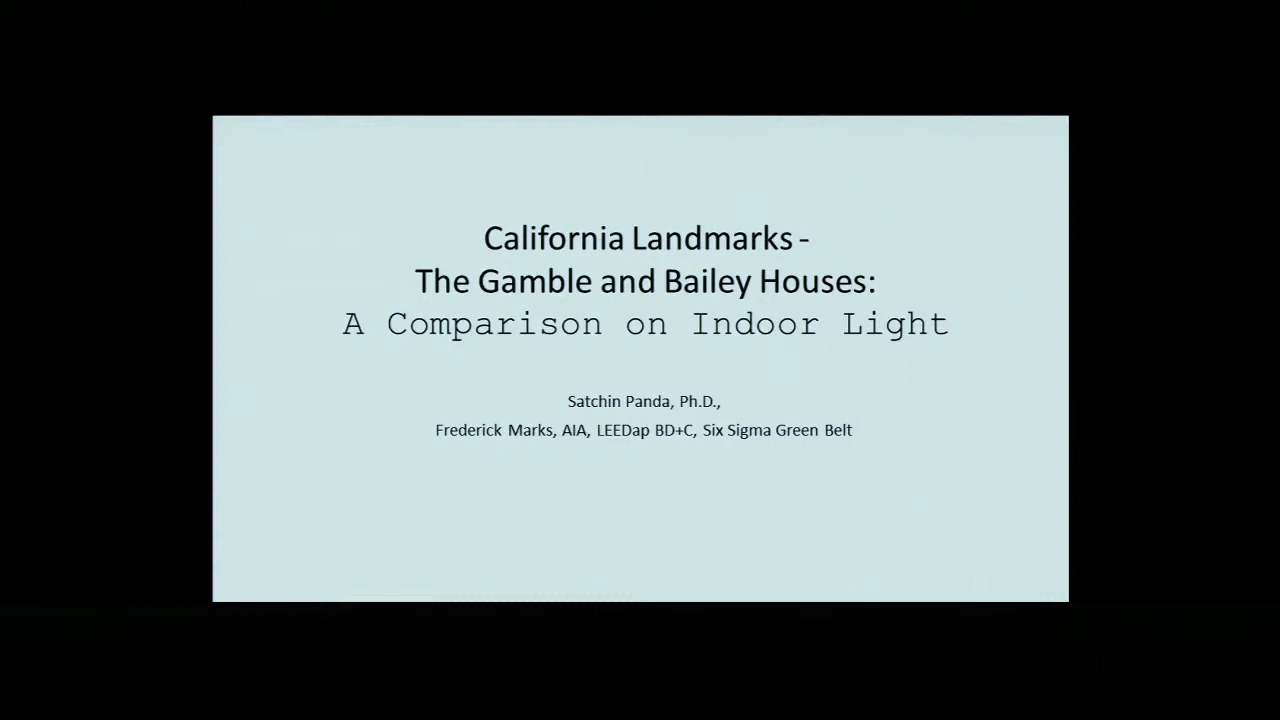 California Landmarks -
The Gamble and Bailey Houses:
A Comparison on Indoor Light
Satchin Panda, Ph.D.,
Frederick Marks, AIA, LEEDap BD+C, Six Sigma Green Belt